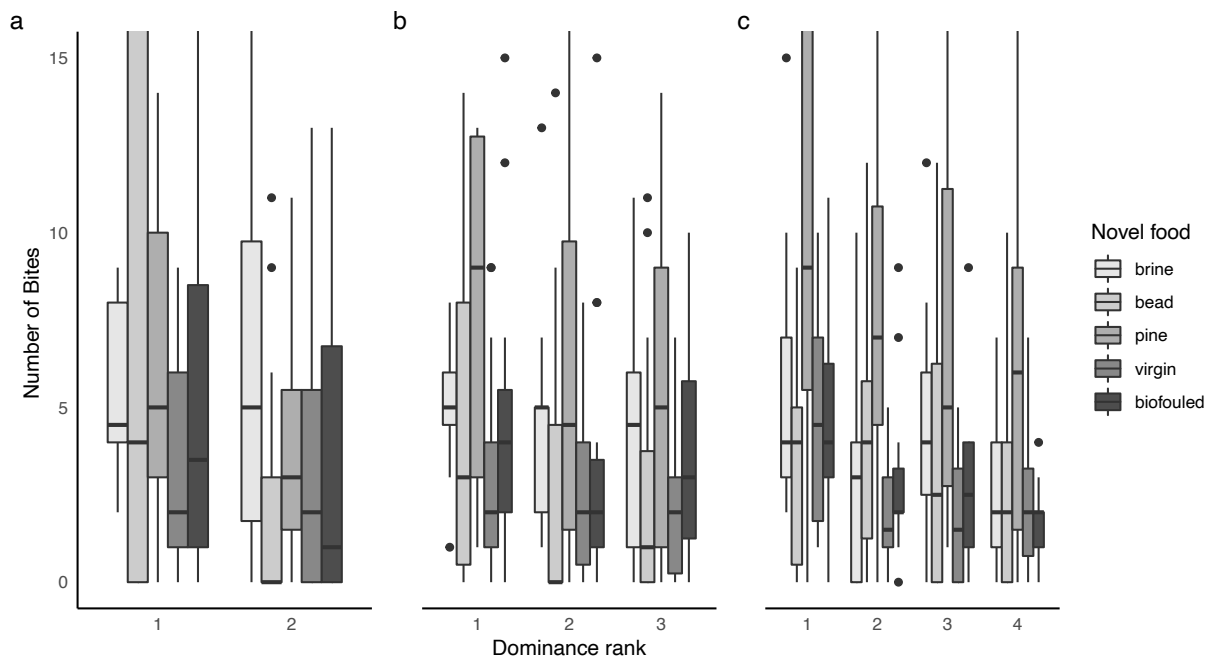 a
b
c
Number of Bites
15
10
5
0
1 2
1 2 3
1 2 3 4
Dominance rank
Novel food
brine
bead
pine
virgin
biofouled